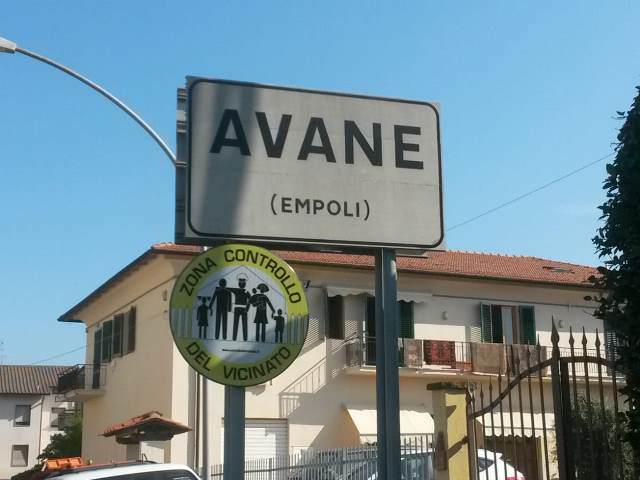 AVANE
(EMPOLI)
ZONA CONTROLLO
DEL VICINATO